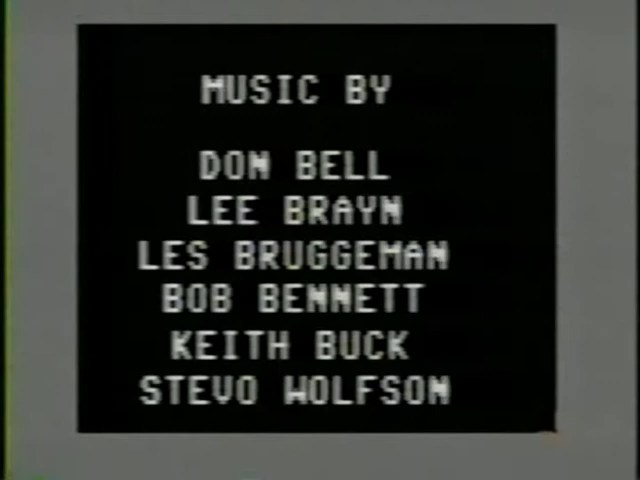 MUSIC BY
DON BELL
LEE BRAYN
LES BRUGGEMAN
BOB BENNETT
KEITH BUCK
STEVO WOLFSON